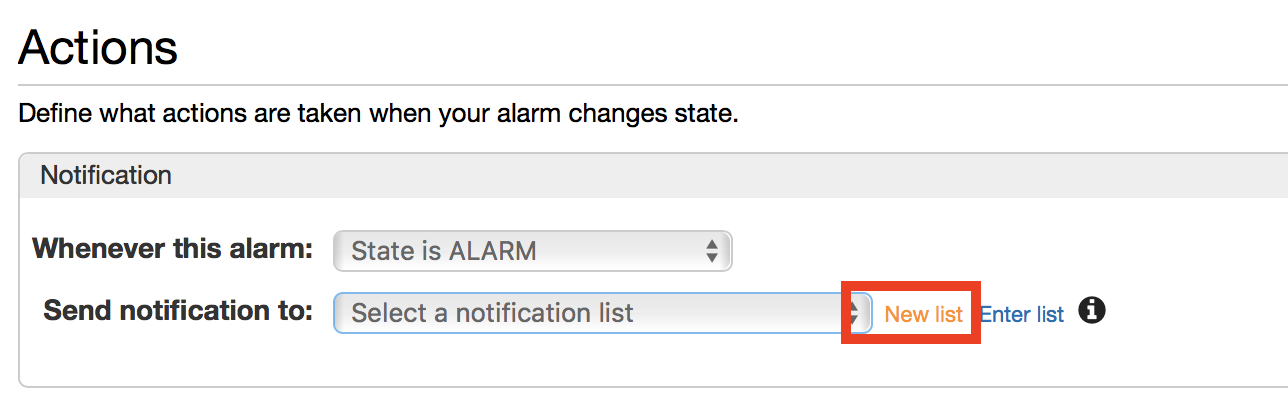 Actions
Define what actions are taken when your alarm changes state.
Notification
Whenever this alarm: State is ALARM
Send notification to: Select a notification list New list Enter list